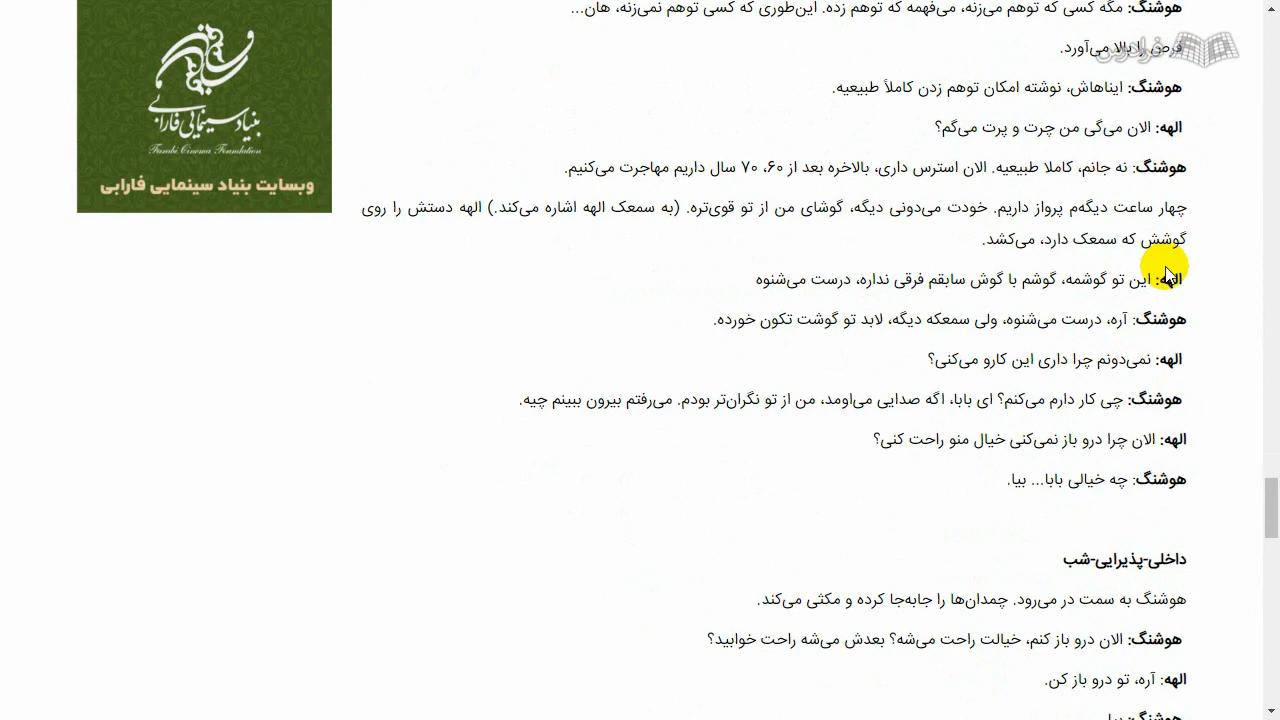 هوشنگ: مگه کسی که توهم می‌زنه، می‌فهمه که توهم زده. این‌طوری که کسی توهم نمی‌زنه، هان...
قرص را بالا می‌آورد.
فرادرس
هوشنگ: ایناهاش، نوشته امکان توهم زدن کاملاً طبیعیه.
الهه: الان می‌گی من چرت و پرت می‌گم؟
هوشنگ: نه جانم، کاملا طبیعیه. الان استرس داری، بالاخره بعد از ۶۰، ۷۰ سال داریم مهاجرت می‌کنیم.
چهار ساعت دیگه‌م پرواز داریم. خودت می‌دونی دیگه، گوشای من از تو قوی‌تره. (به سمعک الهه اشاره می‌کند.) الهه دستش را روی
گوشش که سمعک دارد، می‌کشد.
الهه: این تو گوشمه، گوشم با گوش سابقم فرقی نداره، درست می‌شنوه
هوشنگ: آره، درست می‌شنوه، ولی سمعکه دیگه، لابد تو گوشت تکون خورده.
الهه: نمی‌دونم چرا داری این کارو می‌کنی؟
هوشنگ: چی کار دارم می‌کنم؟ ای بابا، اگه صدایی می‌اومد، من از تو نگران‌تر بودم. می‌رفتم بیرون ببینم چیه.
الهه: الان چرا درو باز نمی‌کنی خیال منو راحت کنی؟
هوشنگ: چه خیالی بابا... بیا.
داخلی-پذیرایی-شب
هوشنگ به سمت در می‌رود. چمدان‌ها را جابه‌جا کرده و مکثی می‌کند.
هوشنگ: الان درو باز کنم، خیالت راحت می‌شه؟ بعدش می‌شه راحت خوابید؟
الهه: آره، تو درو باز کن.
هوشنگ: بیا
بنیاد سینمایی فارابی
Farabi Cinema Foundation
وبسایت بنیاد سینمایی فارابی